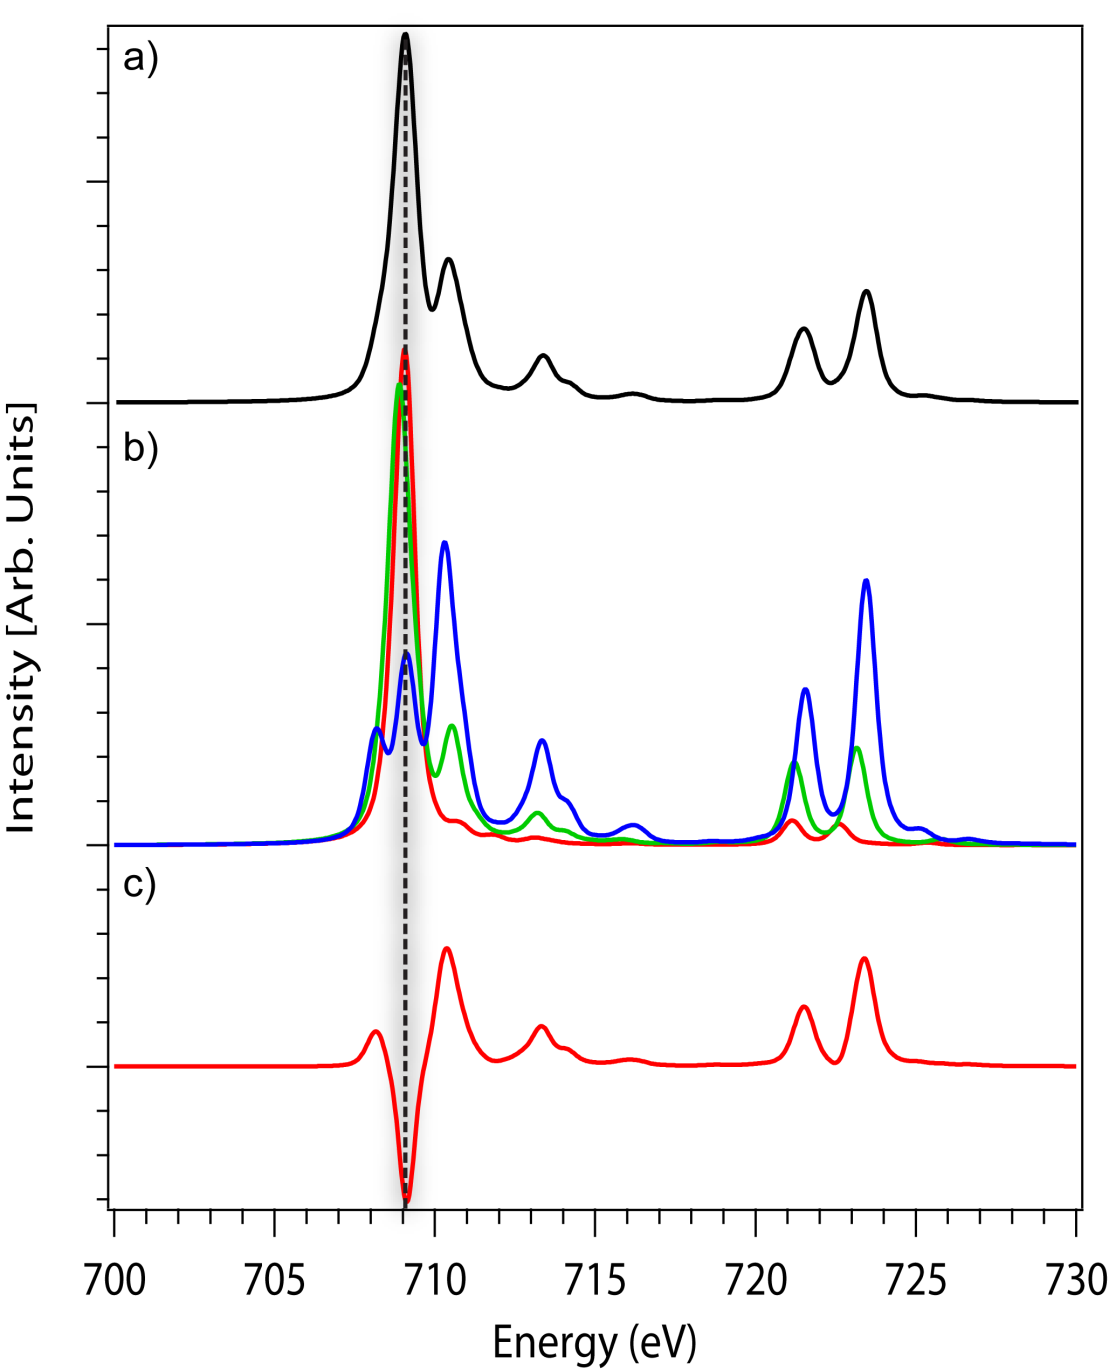 a)
b)
c)
Intensity [Arb. Units]
700 705 710 715 720 725 730
Energy (eV)